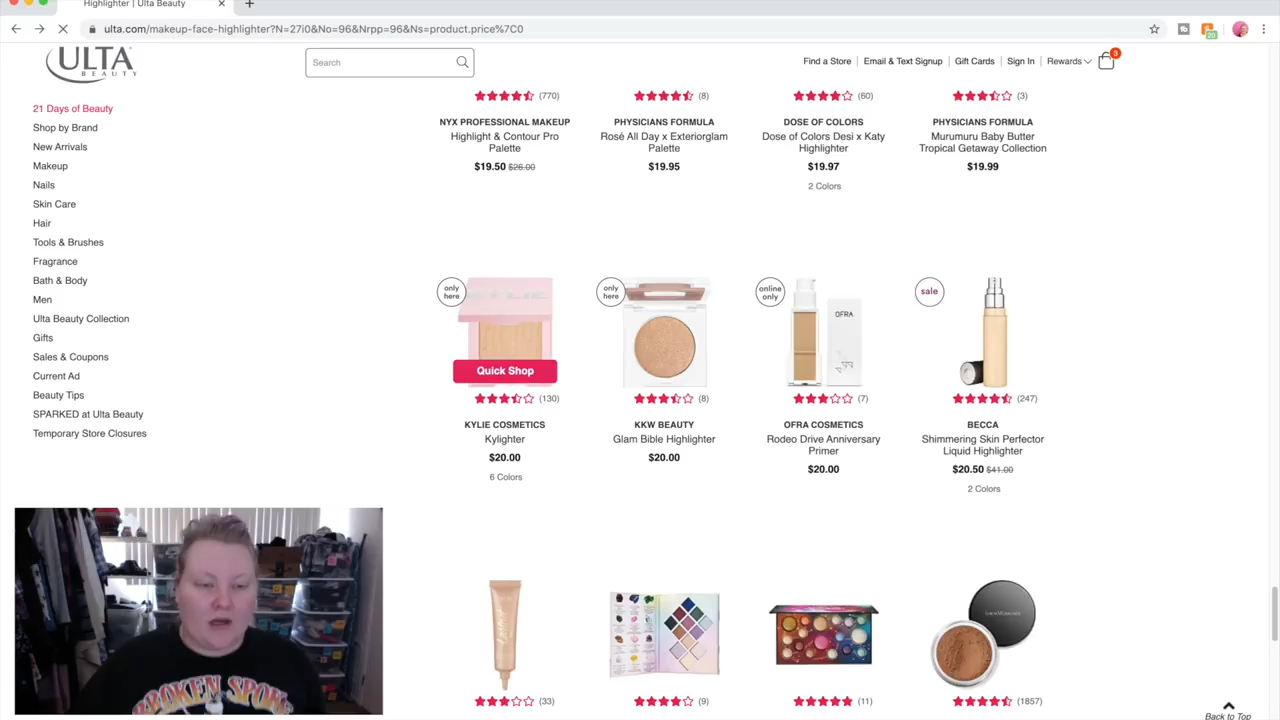 Highlighter | Ulta Beauty
ulta.com/makeup-face-highlighter?N=27i0&No=96&Nrpp=96&Ns=product.price%7C0
20
ULTA
BEAUTY
Search
Find a Store
Email & Text Signup
Gift Cards
Sign In
Rewards
3
21 Days of Beauty
Shop by Brand
New Arrivals
Makeup
Nails
Skin Care
Hair
Tools & Brushes
Fragrance
Bath & Body
Men
Ulta Beauty Collection
Gifts
Sales & Coupons
Current Ad
Beauty Tips
SPARKED at Ulta Beauty
Temporary Store Closures
(770)
NYX PROFESSIONAL MAKEUP
Highlight & Contour Pro
Palette
$19.50 $26.00
(8)
PHYSICIANS FORMULA
Rosé All Day x Exteriorglam
Palette
$19.95
(60)
DOSE OF COLORS
Dose of Colors Desi x Katy
Highlighter
$19.97
2 Colors
(3)
PHYSICIANS FORMULA
Murumuru Baby Butter
Tropical Getaway Collection
$19.99
only
here
Quick Shop
(130)
KYLIE COSMETICS
Kylighter
$20.00
6 Colors
only
here
(8)
KKW BEAUTY
Glam Bible Highlighter
$20.00
online
only
OFRA
(7)
OFRA COSMETICS
Rodeo Drive Anniversary
Primer
$20.00
sale
(247)
BECCA
Shimmering Skin Perfector
Liquid Highlighter
$20.50 $41.00
2 Colors
(33)
(9)
(11)
bareMinerals
(1857)
BROKEN SPOKE
Back to Top